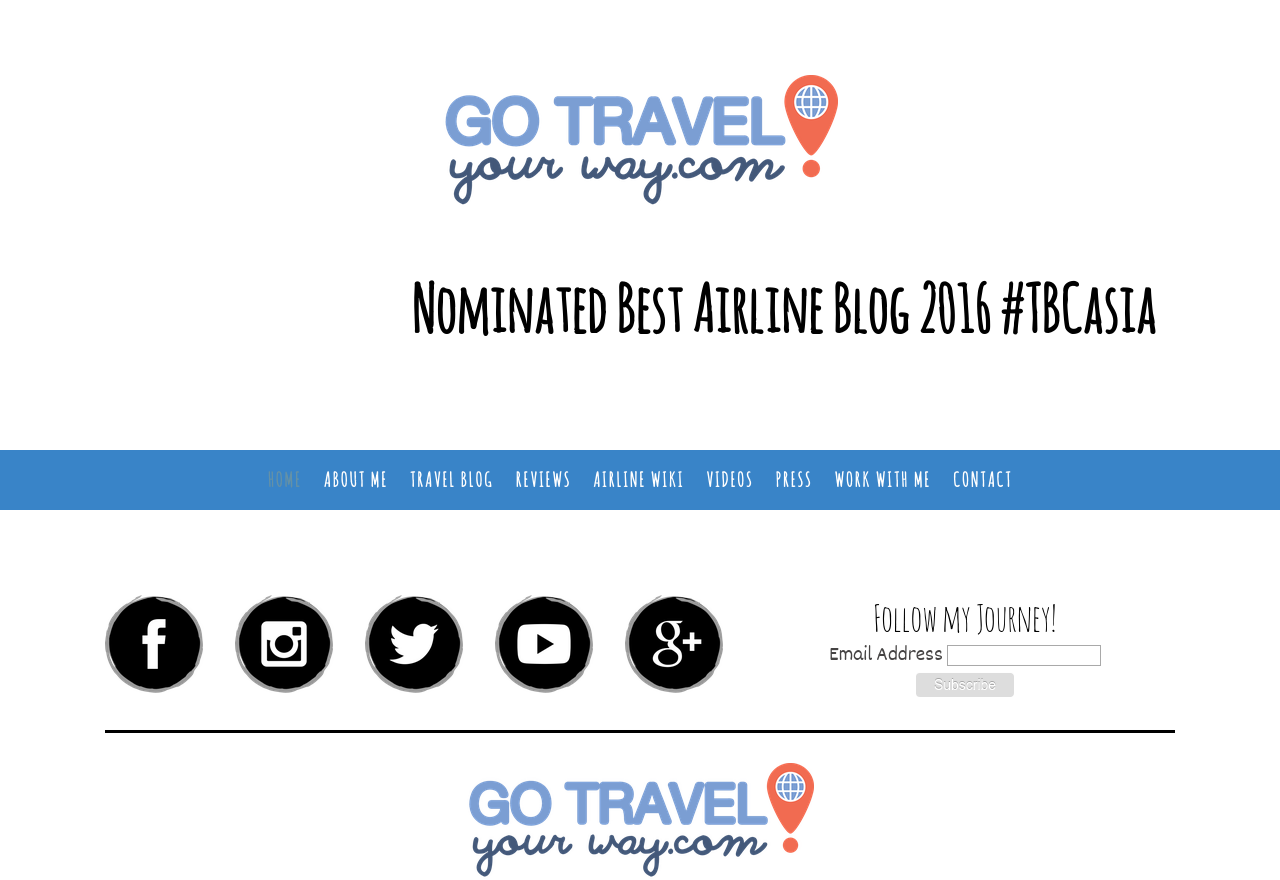 GO TRAVEL
your way.com
Nominated Best Airline Blog 2016 #TBCasia
HOME ABOUT ME TRAVEL BLOG REVIEWS AIRLINE WIKI VIDEOS PRESS WORK WITH ME CONTACT
f g+
Follow my Journey!
Email Address
Subscribe
GO TRAVEL
your way.com